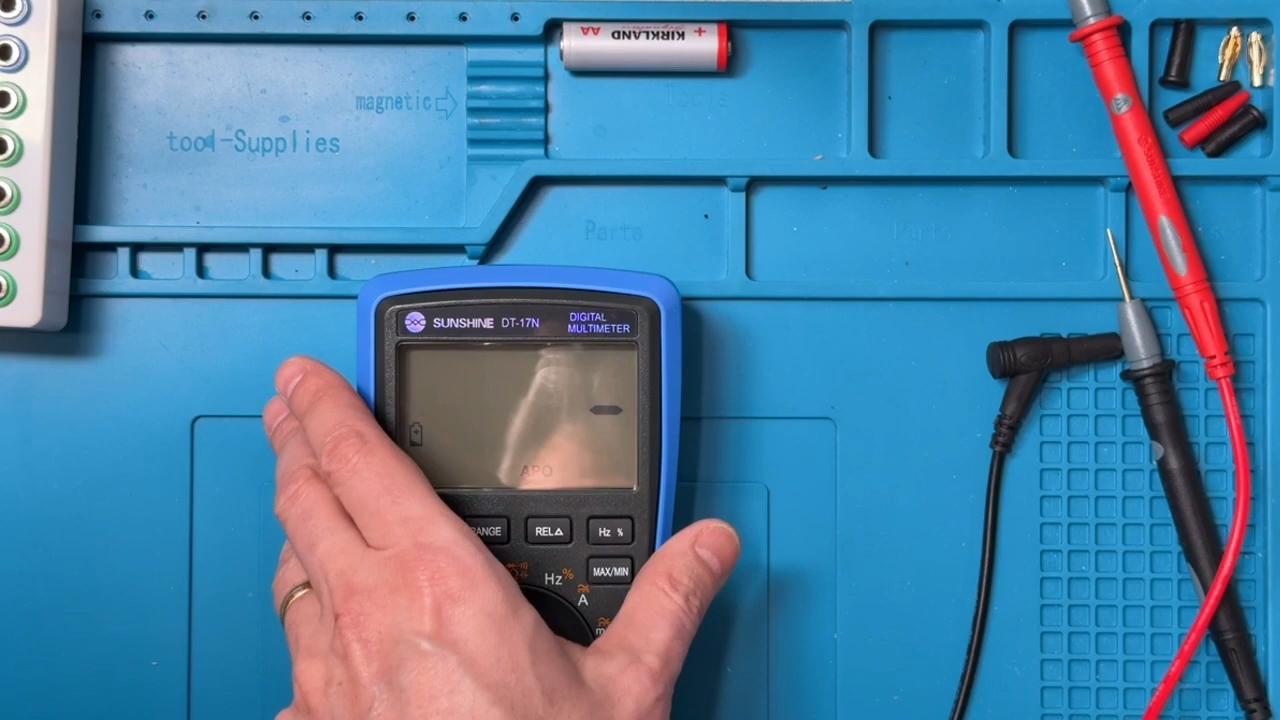 KIRKLAND
Signature
AA
+
magnetic
tool-Supplies
Tools
Parts
Parts
SUNSHINE DT-17N
DIGITAL
MULTIMETER
APO
RANGE
REL△
Hz %
MAX/MIN
Hz%
A